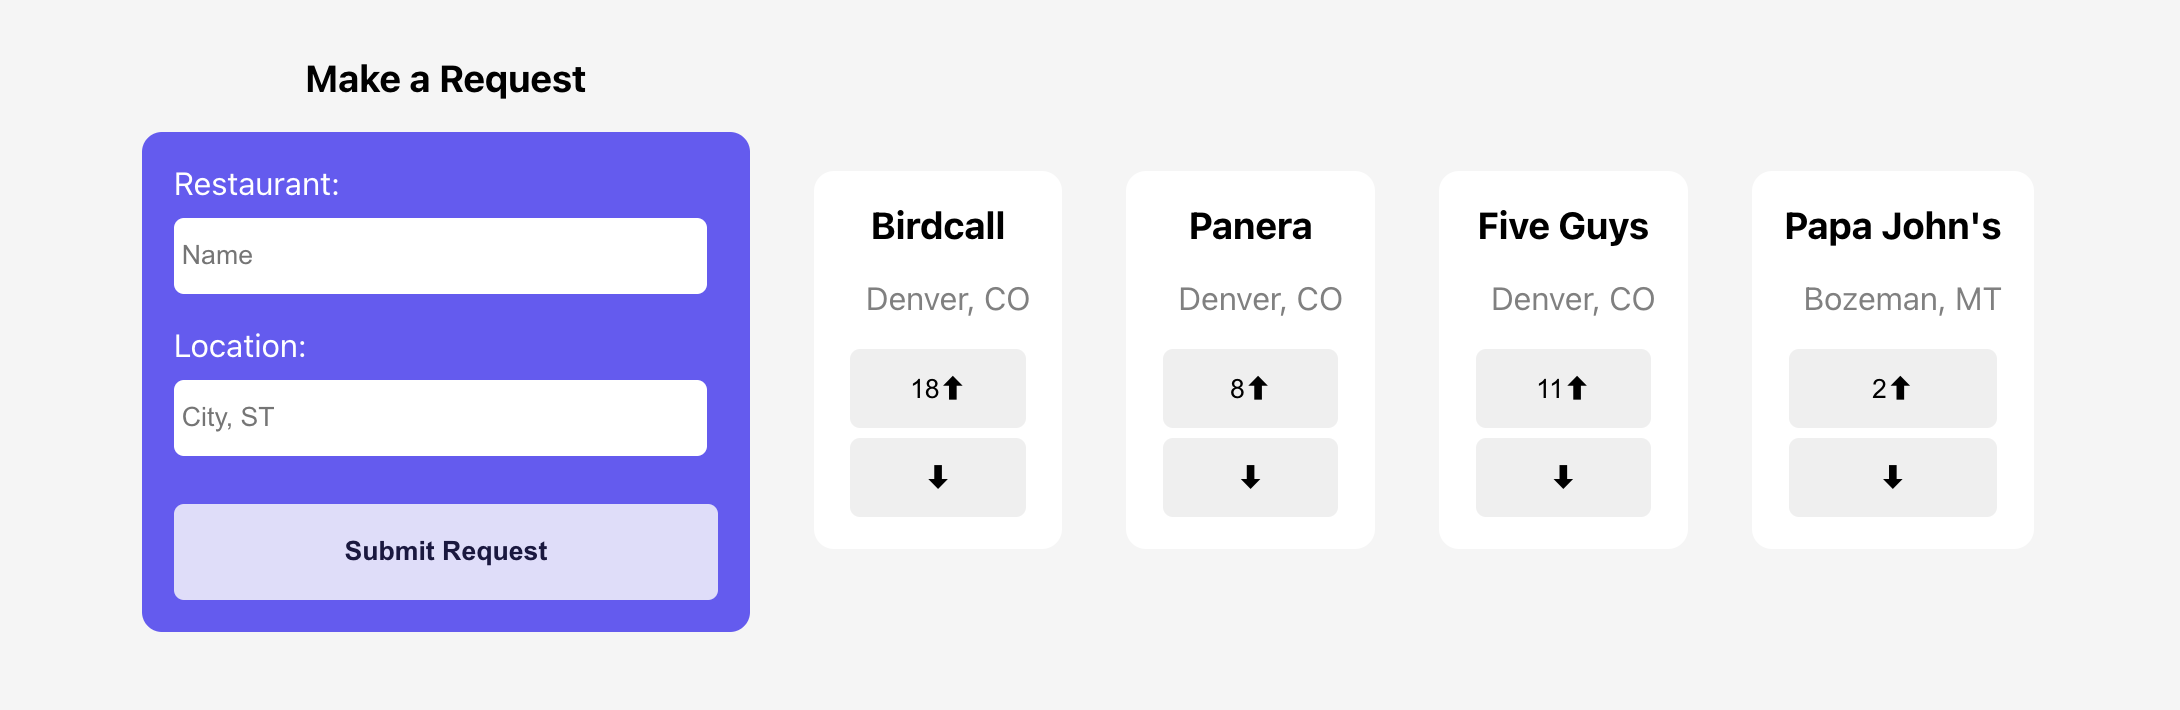 Make a Request
Restaurant:
Name
Location:
City, ST
Submit Request
Birdcall
Denver, CO
18⬆
⬇
Panera
Denver, CO
8⬆
⬇
Five Guys
Denver, CO
11⬆
⬇
Papa John's
Bozeman, MT
2⬆
⬇